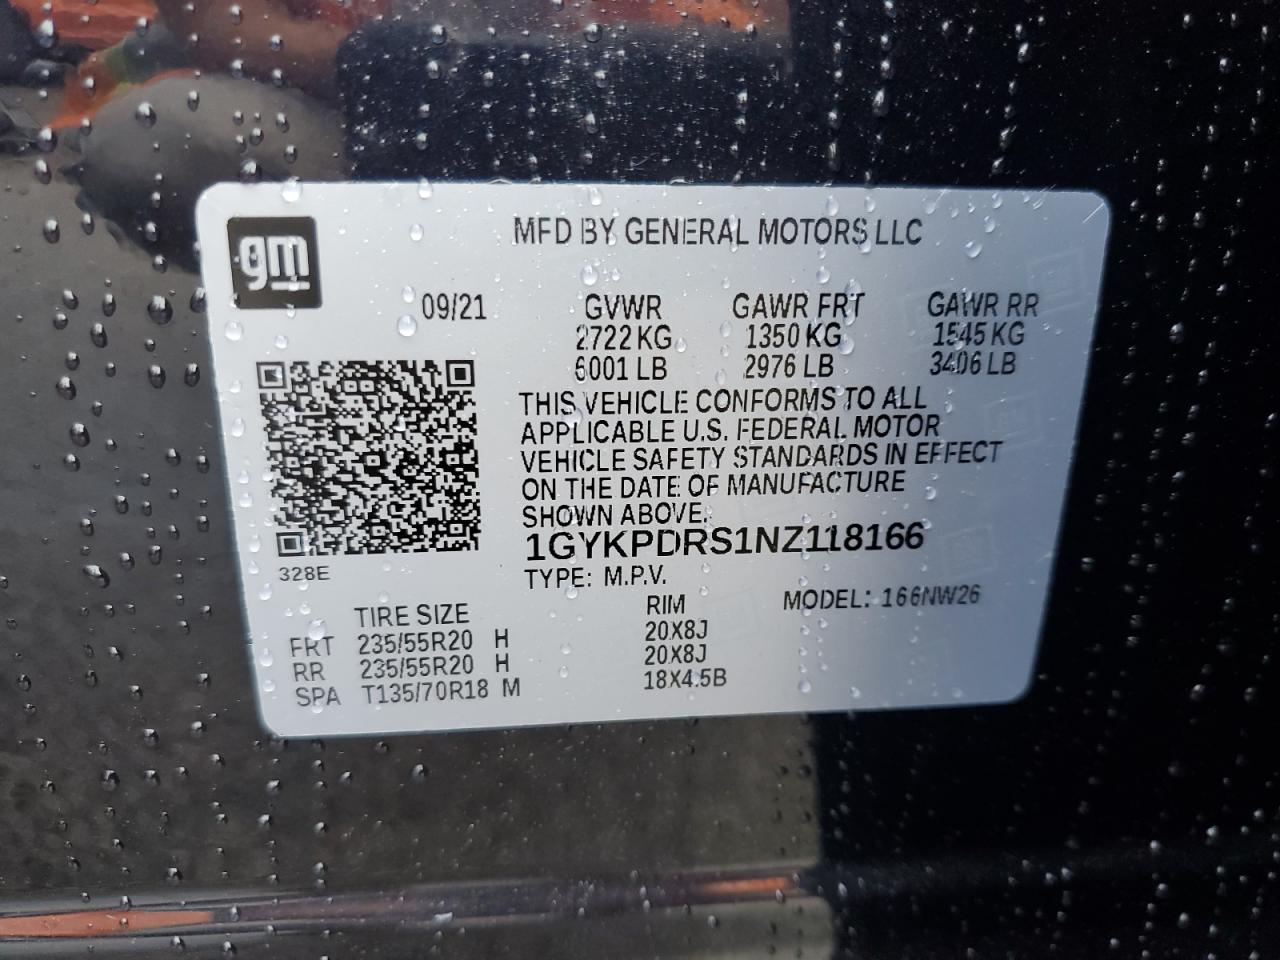 gm
MFD BY GENERAL MOTORS LLC
09/21 GVWR GAWR FRT GAWR RR
2722 KG 1350 KG 1545 KG
6001 LB 2976 LB 3406 LB
THIS VEHICLE CONFORMS TO ALL
APPLICABLE U.S. FEDERAL MOTOR
VEHICLE SAFETY STANDARDS IN EFFECT
ON THE DATE OF MANUFACTURE
SHOWN ABOVE.
1GYKPDRS1NZ118166
328E
TYPE: M.P.V.
TIRE SIZE RIM MODEL: 166NW26
FRT 235/55R20 H 20X8J
RR 235/55R20 H 20X8J
SPA T135/70R18 M 18X4.5B